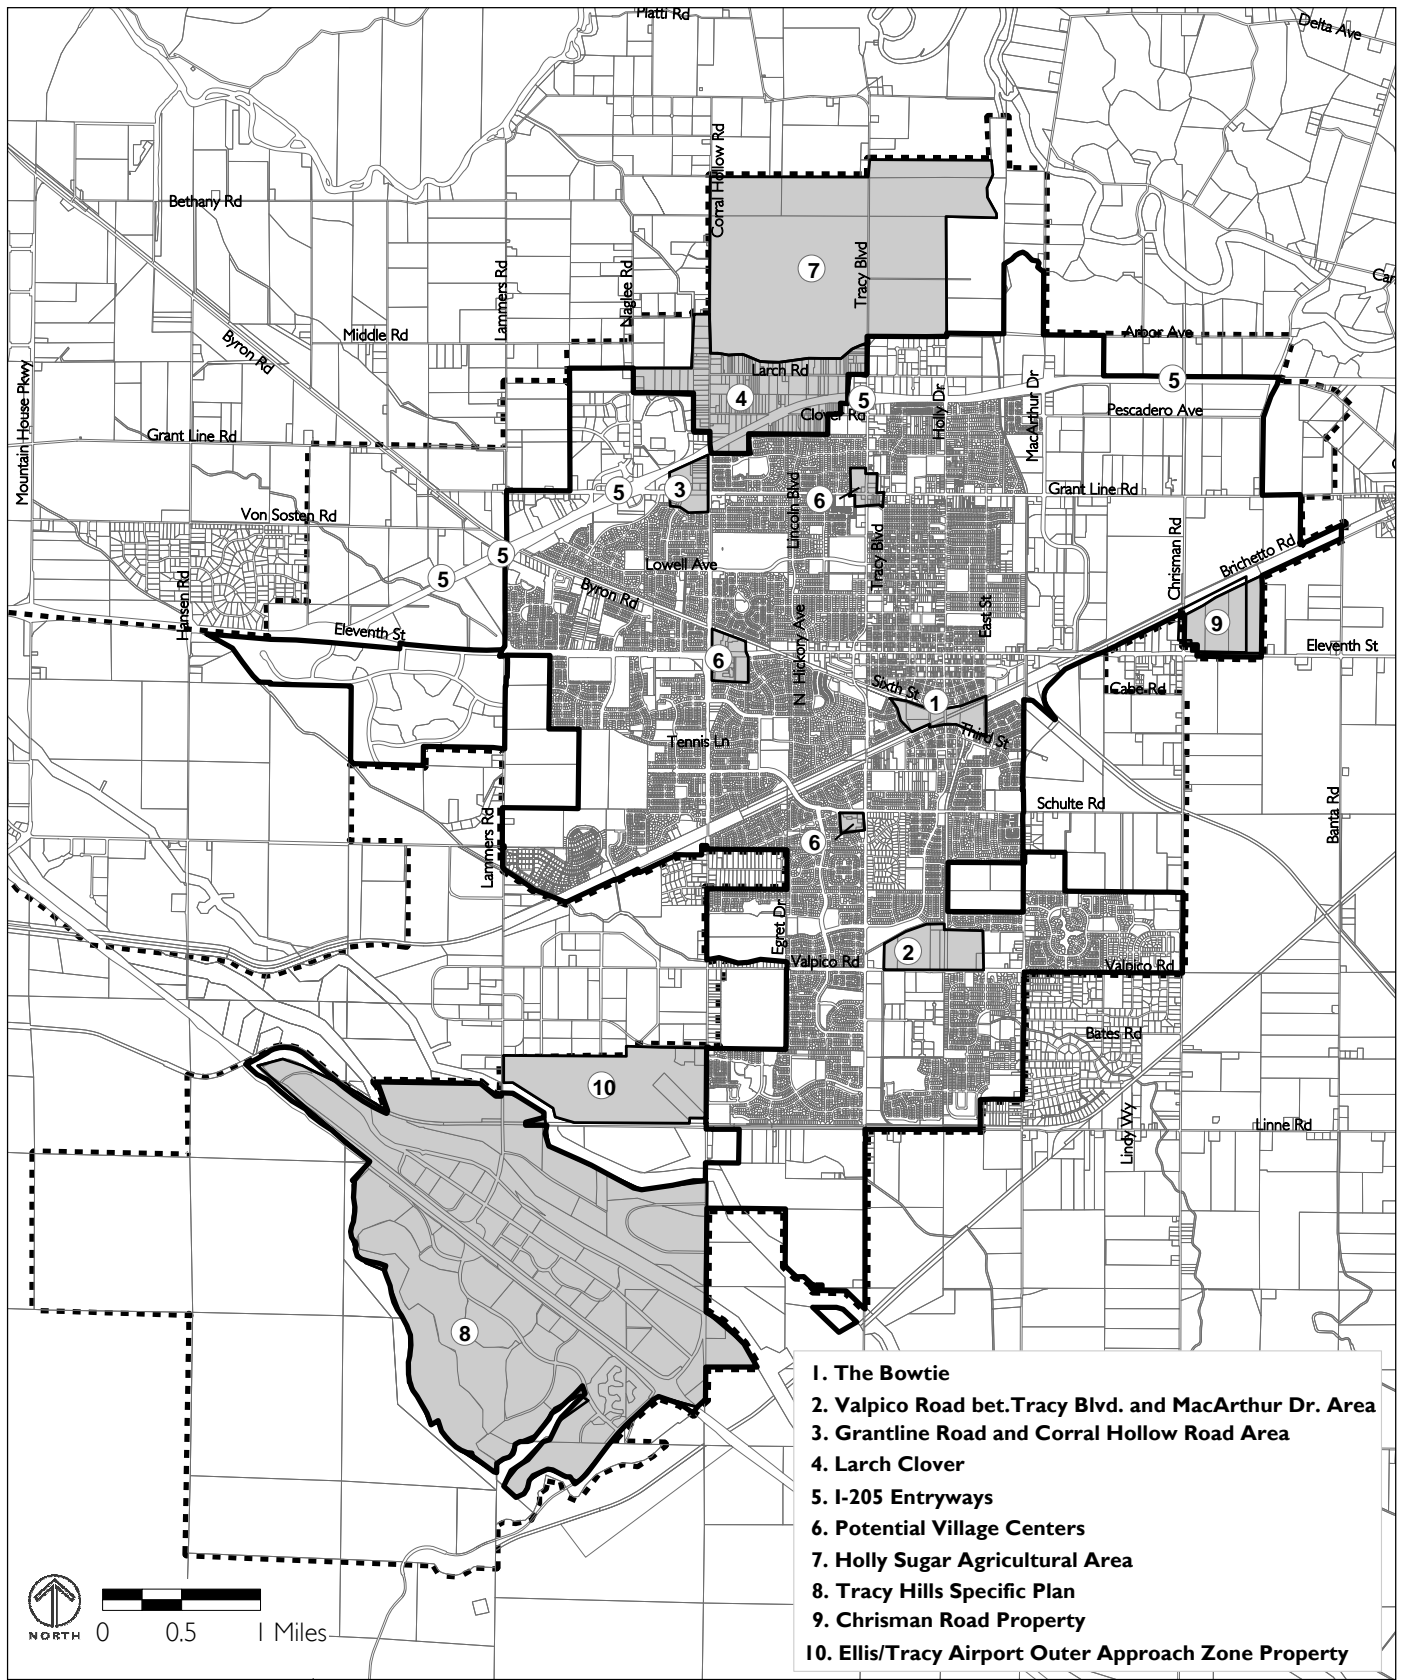 Platti Rd
Delta Ave
Corral Hollow Rd
Bethany Rd
Lammers Rd
Naglee Rd
7
Tracy Blvd
Middle Rd
Byron Rd
Arbor Ave
Mountain House Pkwy
Larch Rd
4
5
Clover Rd
Holly Dr
MacArthur Dr
5
Pescadero Ave
Grant Line Rd
5
3
Lincoln Blvd
6
Grant Line Rd
Von Sosten Rd
Tracy Blvd
Chrisman Rd
Brichetto Rd
5
5
Lowell Ave
Byron Rd
Hansen Rd
Eleventh St
N Hickory Ave
East St
9
Eleventh St
6
Sixth St
1
Cabe Rd
Third St
Tennis Ln
Lammers Rd
6
Schulte Rd
Banta Rd
Egret Dr
2
Valpico Rd
Valpico Rd
Bates Rd
10
Lindy Wy
Linne Rd
8
1. The Bowtie
2. Valpico Road bet.Tracy Blvd. and MacArthur Dr. Area
3. Grantline Road and Corral Hollow Road Area
4. Larch Clover
5. I-205 Entryways
6. Potential Village Centers
7. Holly Sugar Agricultural Area
8. Tracy Hills Specific Plan
9. Chrisman Road Property
10. Ellis/Tracy Airport Outer Approach Zone Property
NORTH
0 0.5 1 Miles